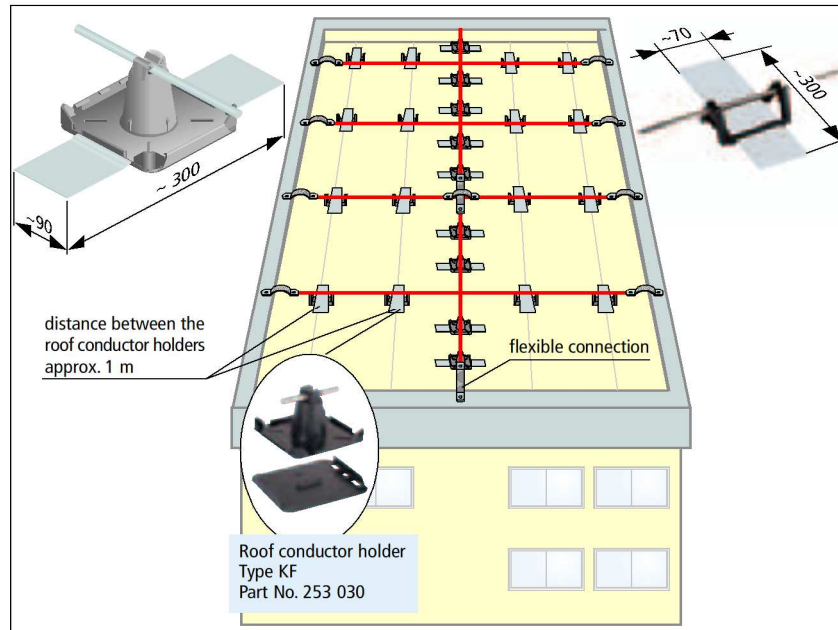 ~70
~300
~ 300
~90
distance between the
roof conductor holders
approx. 1 m
flexible connection
Roof conductor holder
Type KF
Part No. 253 030